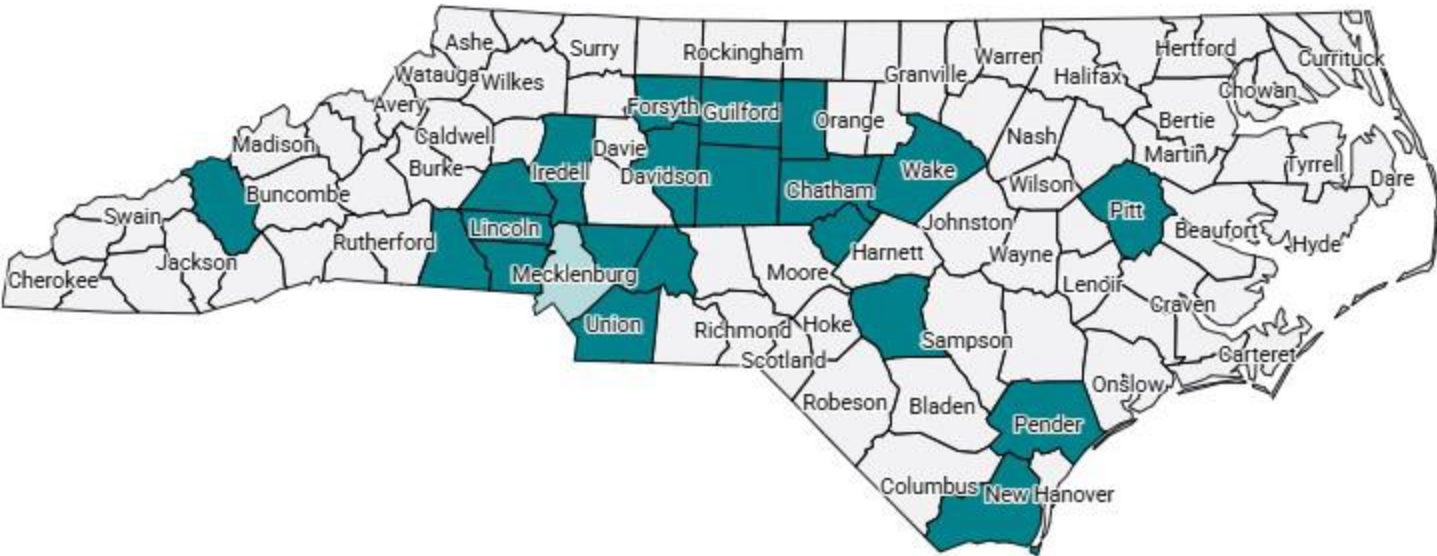 Ashe
Surry
Rockingham
Warren
Hertford
Currituck
Watauga
Wilkes
Granville
Halifax
Chowan
Avery
Forsyth
Guilford
Orange
Bertie
Madison
Caldwell
Davie
Nash
Martin
Tyrrell
Burke
Iredell
Davidson
Chatham
Wake
Wilson
Dare
Buncombe
Swain
Lincoln
Pitt
Rutherford
Johnston
Beaufort
Hyde
Jackson
Harnett
Wayne
Cherokee
Mecklenburg
Moore
Lenoir
Craven
Union
Richmond
Hoke
Sampson
Scotland
Carteret
Onslow
Robeson
Bladen
Pender
Columbus
New Hanover